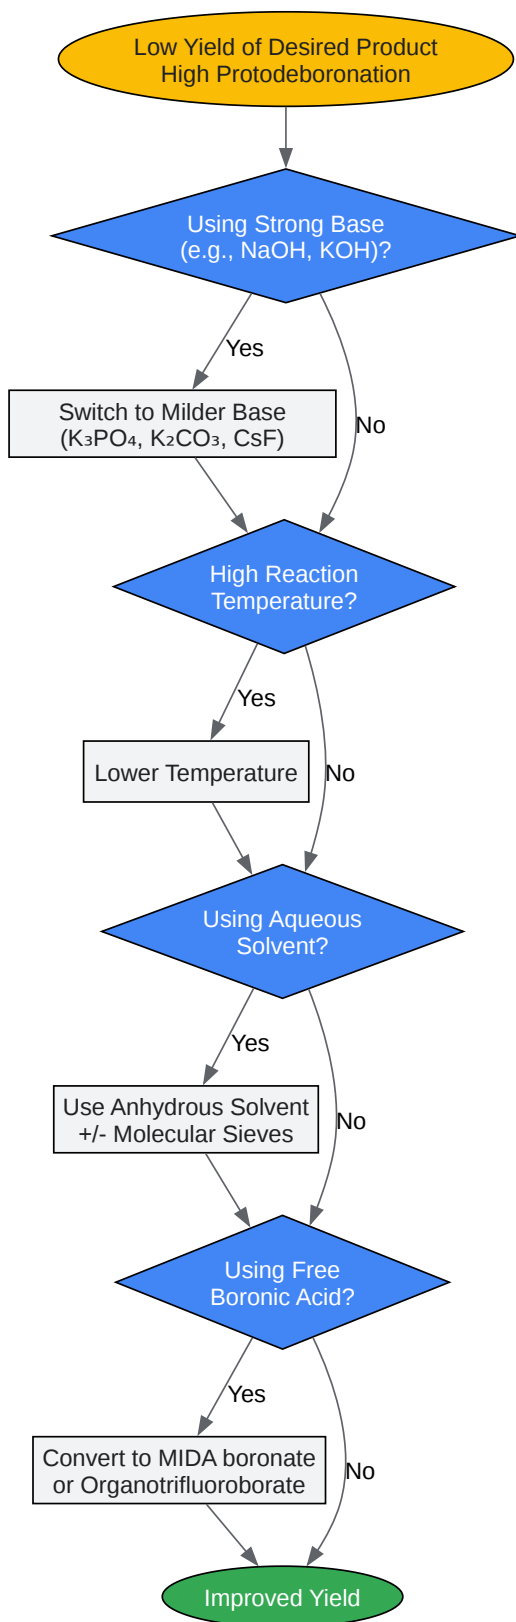 Low Yield of Desired Product
High Protodeboronation
Using Strong Base
(e.g., NaOH, KOH)?
Yes
Switch to Milder Base
(K₃PO₄, K₂CO₃, CsF)
No
High Reaction
Temperature?
Yes
Lower Temperature
No
Using Aqueous
Solvent?
Yes
Use Anhydrous Solvent
+/- Molecular Sieves
No
Using Free
Boronic Acid?
Yes
Convert to MIDA boronate
or Organotrifluoroborate
No
Improved Yield